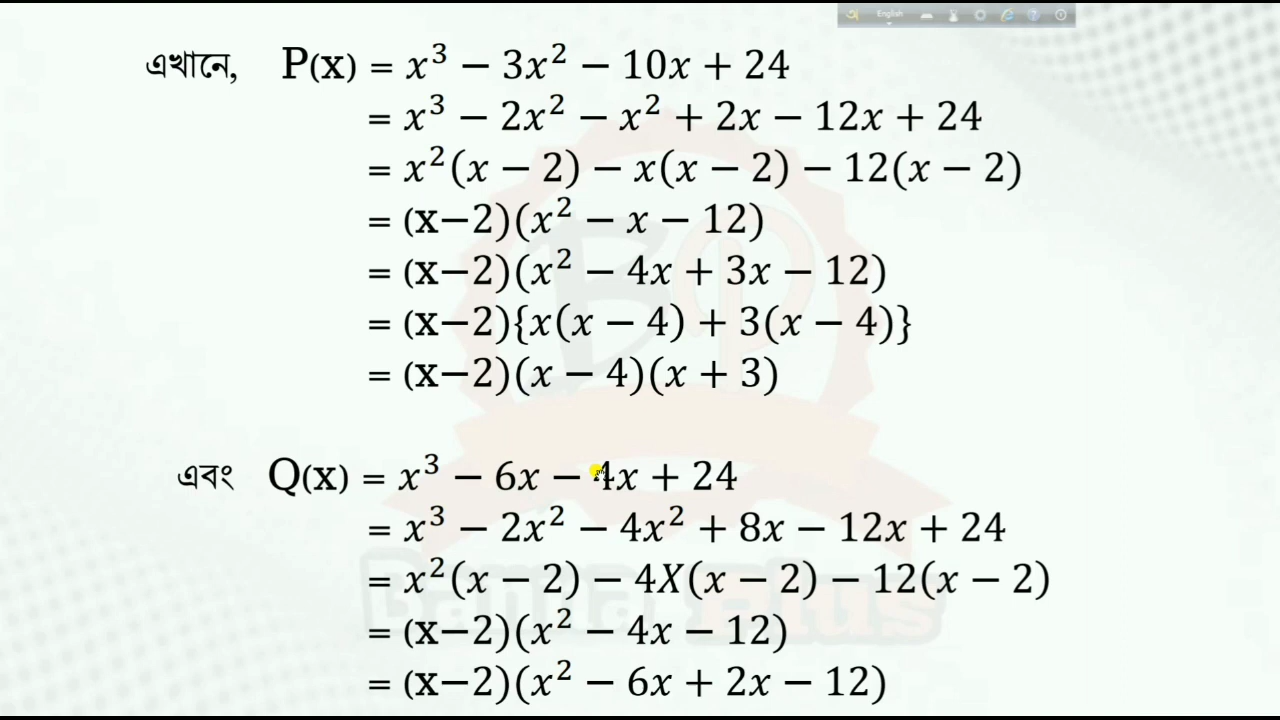 English
এখানে, P(x) = x³ − 3x² − 10x + 24
= x³ − 2x² − x² + 2x − 12x + 24
= x²(x − 2) − x(x − 2) − 12(x − 2)
= (x−2)(x² − x − 12)
= (x−2)(x² − 4x + 3x − 12)
= (x−2){x(x − 4) + 3(x − 4)}
= (x−2)(x − 4)(x + 3)
এবং Q(x) = x³ − 6x − 4x + 24
= x³ − 2x² − 4x² + 8x − 12x + 24
= x²(x − 2) − 4X(x − 2) − 12(x − 2)
= (x−2)(x² − 4x − 12)
= (x−2)(x² − 6x + 2x − 12)